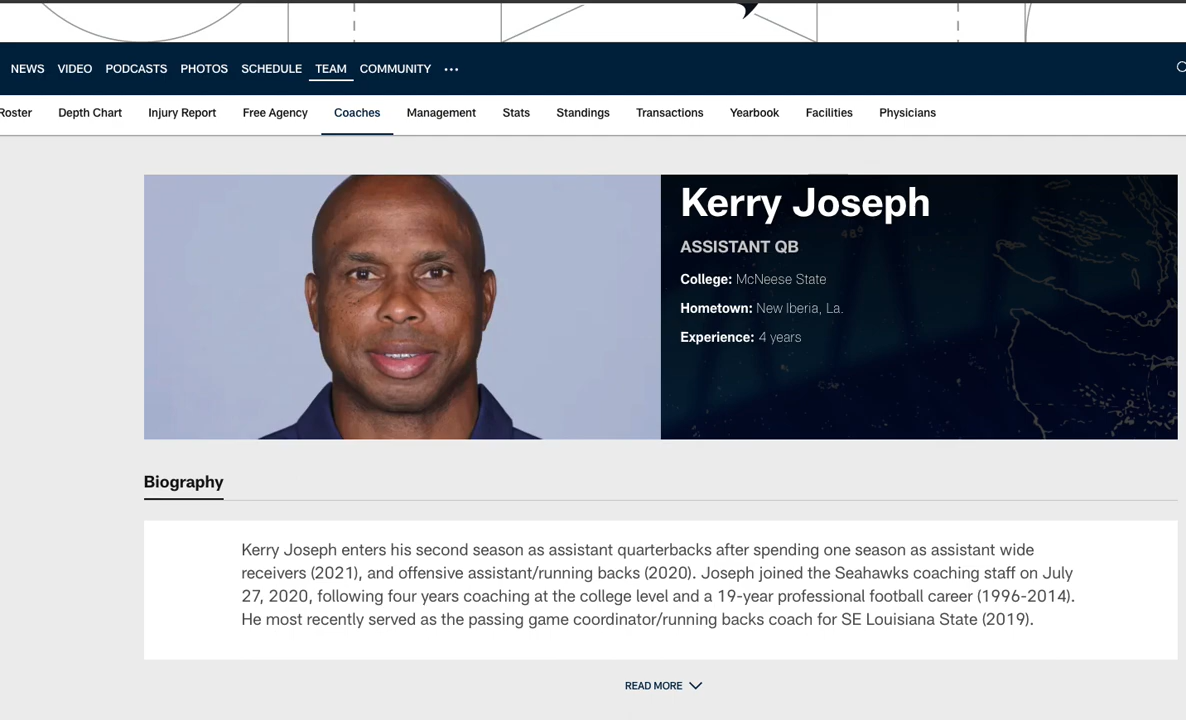 NEWS VIDEO PODCASTS PHOTOS SCHEDULE TEAM COMMUNITY ...
Roster Depth Chart Injury Report Free Agency Coaches Management Stats Standings Transactions Yearbook Facilities Physicians
Kerry Joseph
ASSISTANT QB
College: McNeese State
Hometown: New Iberia, La.
Experience: 4 years
Biography
Kerry Joseph enters his second season as assistant quarterbacks after spending one season as assistant wide
receivers (2021), and offensive assistant/running backs (2020). Joseph joined the Seahawks coaching staff on July
27, 2020, following four years coaching at the college level and a 19-year professional football career (1996-2014).
He most recently served as the passing game coordinator/running backs coach for SE Louisiana State (2019).
READ MORE